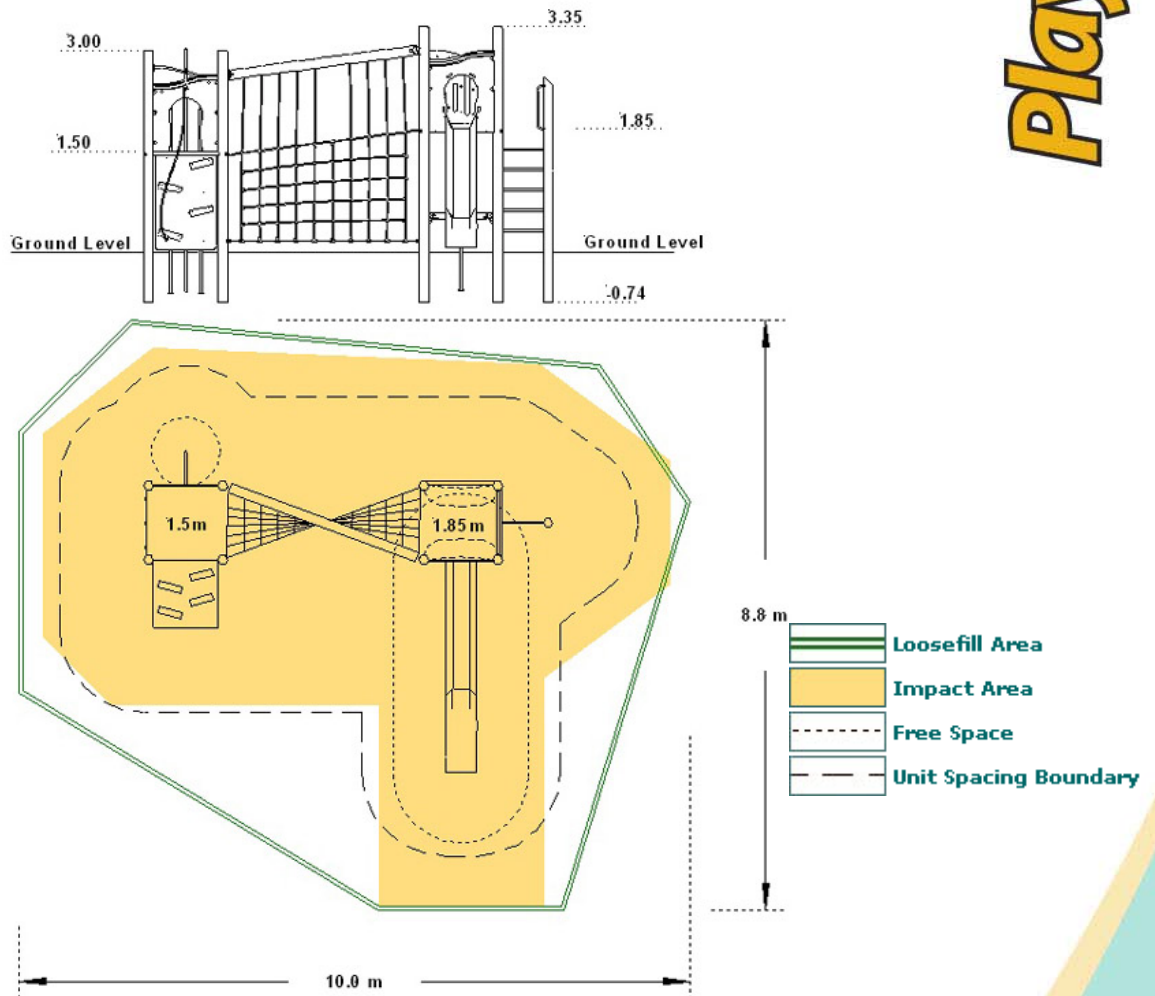 3.35
3.00
Play
1.85
1.50
Ground Level
Ground Level
-0.74
1.5m
1.85m
8.8 m
Loosefill Area
Impact Area
Free Space
Unit Spacing Boundary
10.0 m